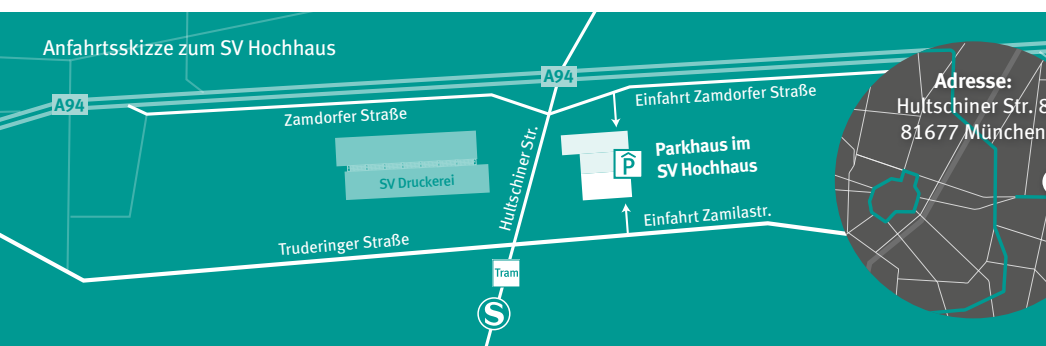 Anfahrtsskizze zum SV Hochhaus
A94
A94
Adresse:
Hultschiner Str. 8
81677 München
Einfahrt Zamdorfer Straße
Zamdorfer Straße
Hultschiner Str.
Parkhaus im
SV Hochhaus
P
SV Druckerei
Einfahrt Zamilastr.
Truderinger Straße
Tram
S